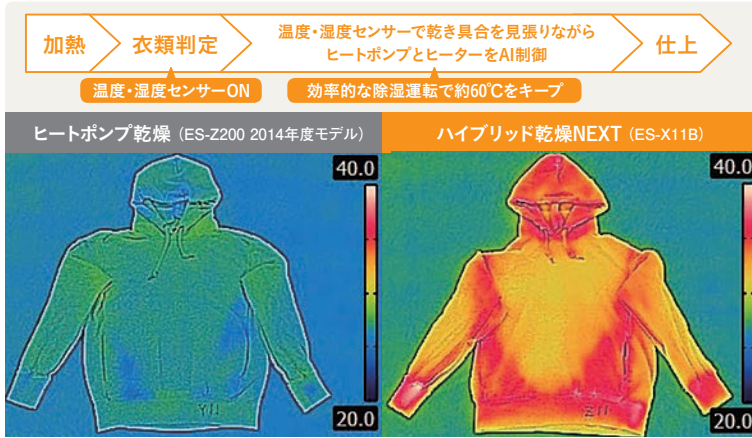 加熱
衣類判定
温度・湿度センサーで乾き具合を見張りながら
ヒートポンプとヒーターをAI制御
仕上
温度・湿度センサーON
効率的な除湿運転で約60℃をキープ
ヒートポンプ乾燥（ES-Z200 2014年度モデル）
ハイブリッド乾燥NEXT（ES-X11B）
40.0
40.0
20.0
20.0